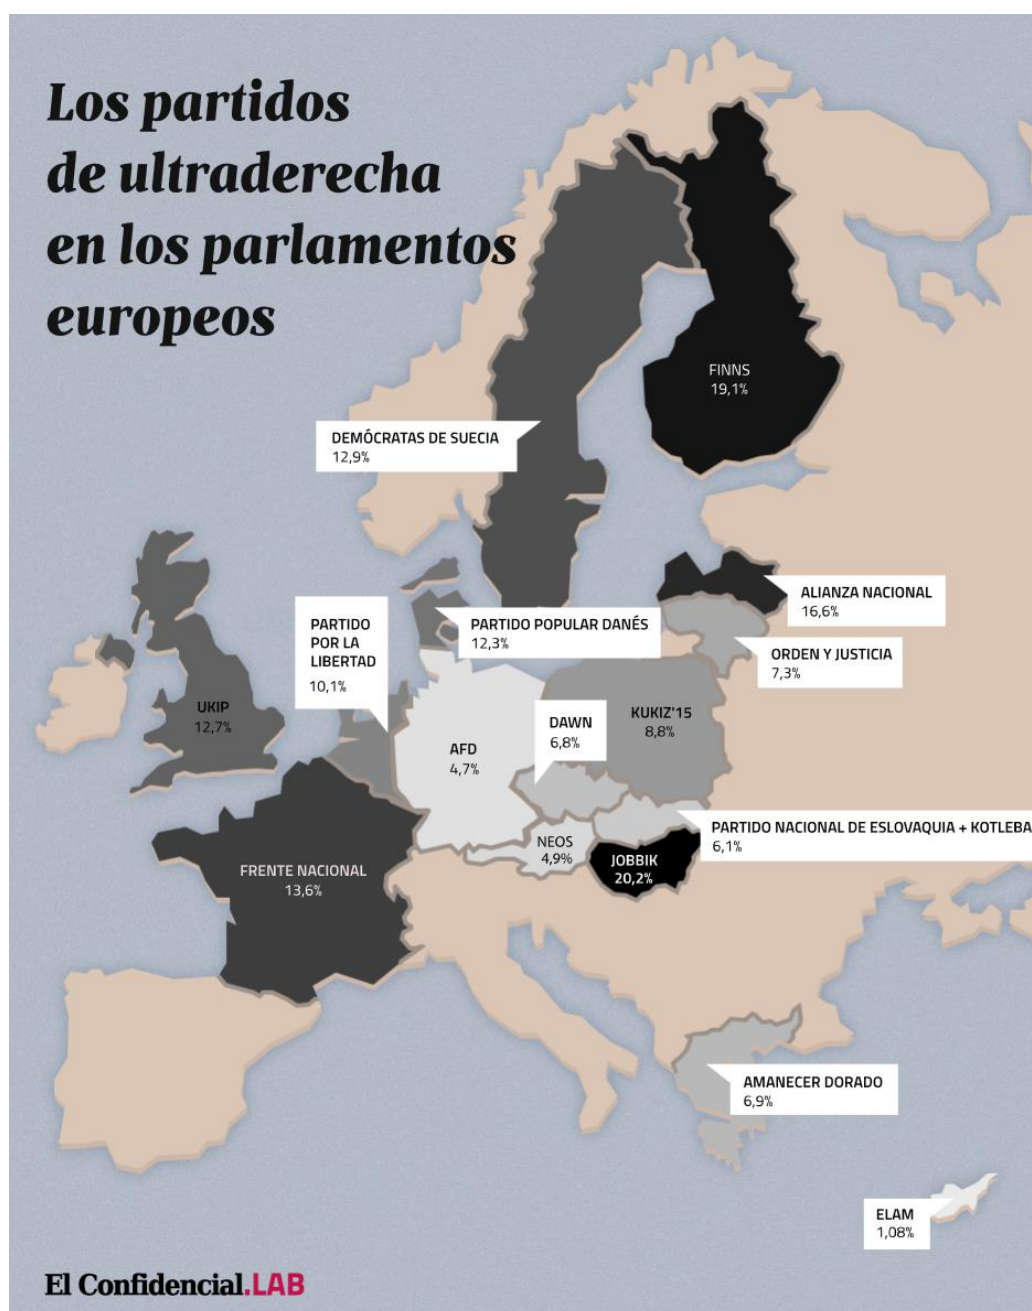 Los partidos
de ultraderecha
en los parlamentos
europeos
FINNS
19,1%
DEMÓCRATAS DE SUECIA
12,9%
ALIANZA NACIONAL
16,6%
PARTIDO
POR LA
LIBERTAD
10,1%
PARTIDO POPULAR DANÉS
12,3%
ORDEN Y JUSTICIA
7,3%
UKIP
12,7%
DAWN
6,8%
KUKIZ'15
8,8%
AFD
4,7%
PARTIDO NACIONAL DE ESLOVAQUIA + KOTLEBA
6,1%
NEOS
4,9%
JOBBIK
20,2%
FRENTE NACIONAL
13,6%
AMANECER DORADO
6,9%
ELAM
1,08%
El Confidencial.LAB